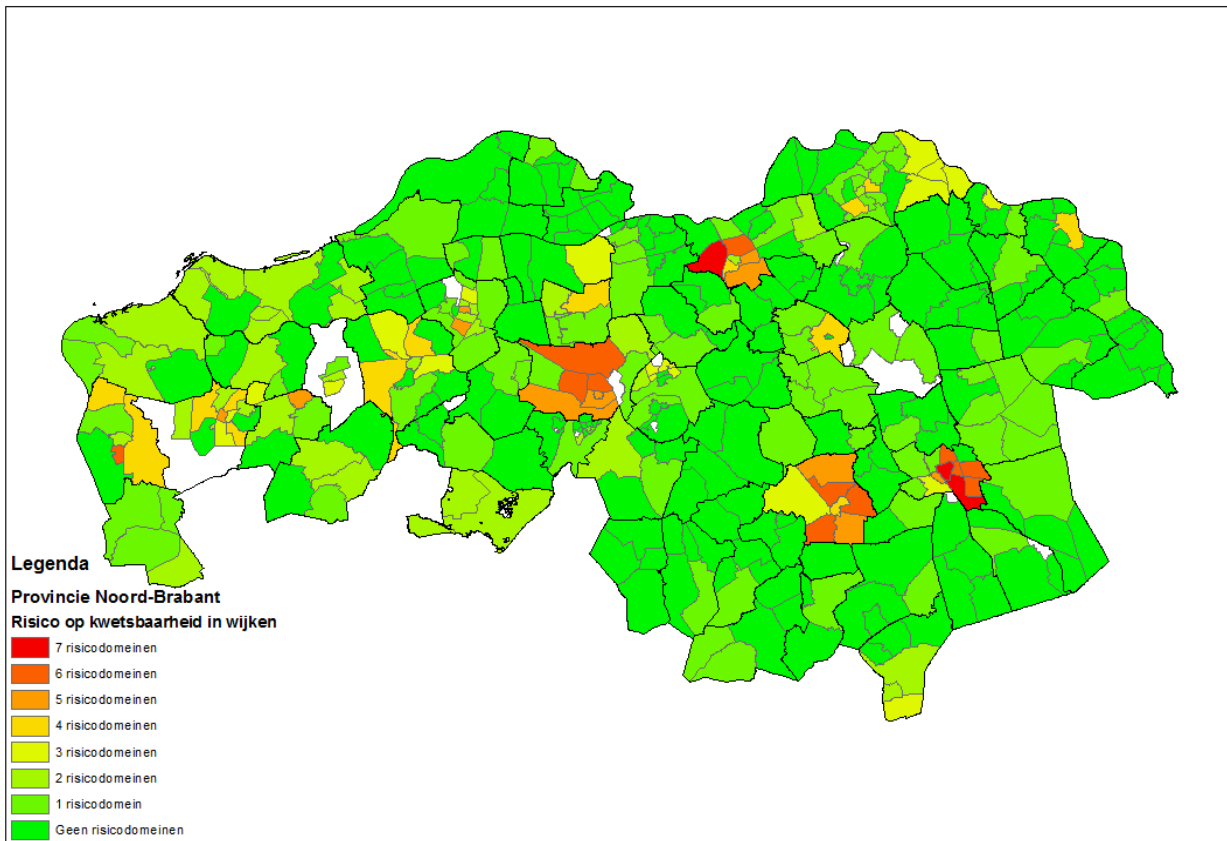 Legenda
Provincie Noord-Brabant
Risico op kwetsbaarheid in wijken
7 risicodomeinen
6 risicodomeinen
5 risicodomeinen
4 risicodomeinen
3 risicodomeinen
2 risicodomeinen
1 risicodomein
Geen risicodomeinen